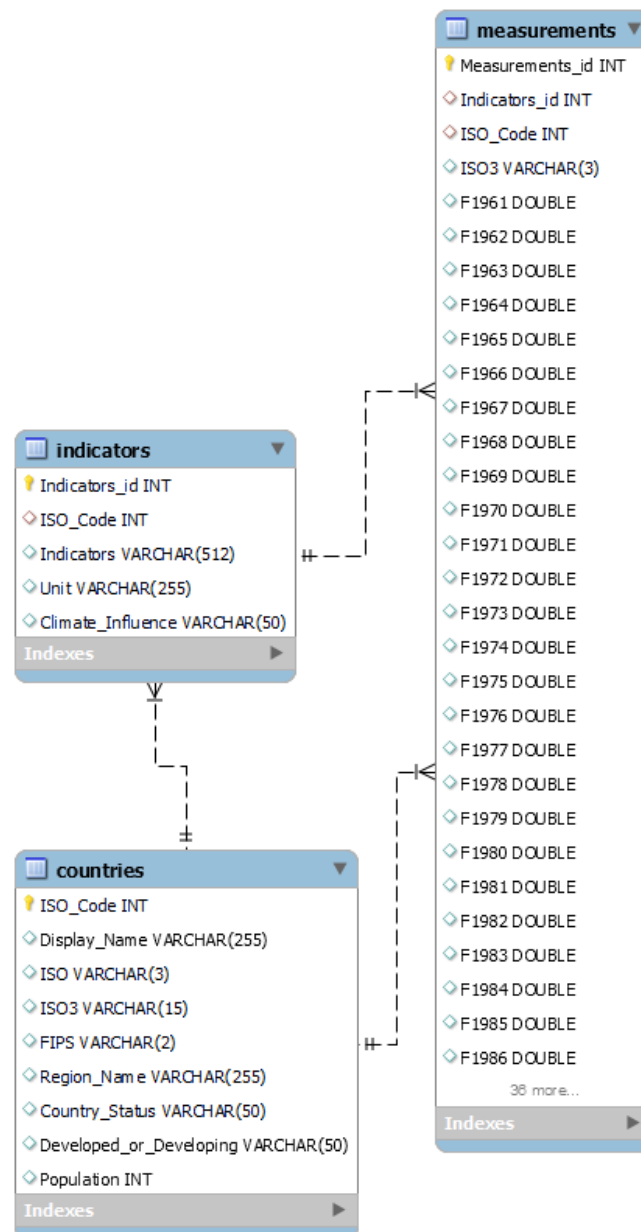 measurements
Measurements_id INT
Indicators_id INT
ISO_Code INT
ISO3 VARCHAR(3)
F1961 DOUBLE
F1962 DOUBLE
F1963 DOUBLE
F1964 DOUBLE
F1965 DOUBLE
F1966 DOUBLE
F1967 DOUBLE
F1968 DOUBLE
F1969 DOUBLE
F1970 DOUBLE
F1971 DOUBLE
F1972 DOUBLE
F1973 DOUBLE
F1974 DOUBLE
F1975 DOUBLE
F1976 DOUBLE
F1977 DOUBLE
F1978 DOUBLE
F1979 DOUBLE
F1980 DOUBLE
F1981 DOUBLE
F1982 DOUBLE
F1983 DOUBLE
F1984 DOUBLE
F1985 DOUBLE
F1986 DOUBLE
36 more...
Indexes
indicators
Indicators_id INT
ISO_Code INT
Indicators VARCHAR(512)
Unit VARCHAR(255)
Climate_Influence VARCHAR(50)
Indexes
countries
ISO_Code INT
Display_Name VARCHAR(255)
ISO VARCHAR(3)
ISO3 VARCHAR(15)
FIPS VARCHAR(2)
Region_Name VARCHAR(255)
Country_Status VARCHAR(50)
Developed_or_Developing VARCHAR(50)
Population INT
Indexes